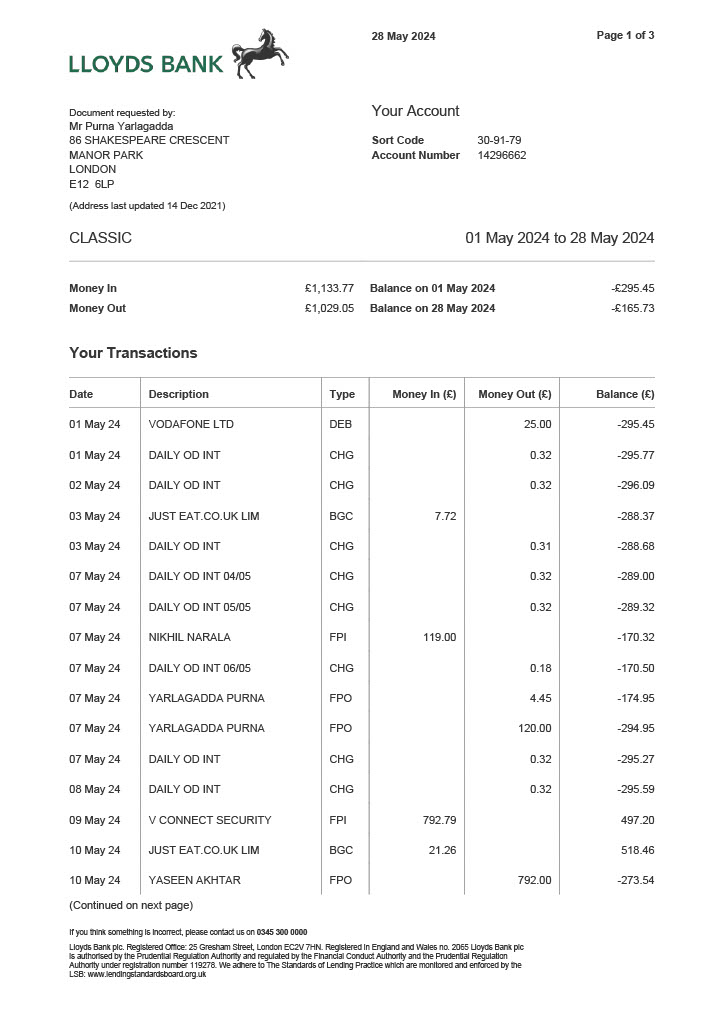 LLOYDS BANK
28 May 2024
Page 1 of 3
Document requested by:
Mr Purna Yarlagadda
86 SHAKESPEARE CRESCENT
MANOR PARK
LONDON
E12 6LP
(Address last updated 14 Dec 2021)
Your Account
Sort Code 30-91-79
Account Number 14296662
CLASSIC 01 May 2024 to 28 May 2024
Money In £1,133.77 Balance on 01 May 2024 -£295.45
Money Out £1,029.05 Balance on 28 May 2024 -£165.73
Your Transactions
Date Description Type Money In (£) Money Out (£) Balance (£)
01 May 24 VODAFONE LTD DEB 25.00 -295.45
01 May 24 DAILY OD INT CHG 0.32 -295.77
02 May 24 DAILY OD INT CHG 0.32 -296.09
03 May 24 JUST EAT.CO.UK LIM BGC 7.72 -288.37
03 May 24 DAILY OD INT CHG 0.31 -288.68
07 May 24 DAILY OD INT 04/05 CHG 0.32 -289.00
07 May 24 DAILY OD INT 05/05 CHG 0.32 -289.32
07 May 24 NIKHIL NARALA FPI 119.00 -170.32
07 May 24 DAILY OD INT 06/05 CHG 0.18 -170.50
07 May 24 YARLAGADDA PURNA FPO 4.45 -174.95
07 May 24 YARLAGADDA PURNA FPO 120.00 -294.95
07 May 24 DAILY OD INT CHG 0.32 -295.27
08 May 24 DAILY OD INT CHG 0.32 -295.59
09 May 24 V CONNECT SECURITY FPI 792.79 497.20
10 May 24 JUST EAT.CO.UK LIM BGC 21.26 518.46
10 May 24 YASEEN AKHTAR FPO 792.00 -273.54
(Continued on next page)
If you think something is incorrect, please contact us on 0345 300 0000
Lloyds Bank plc. Registered Office: 25 Gresham Street, London EC2V 7HN. Registered in England and Wales no. 2065 Lloyds Bank plc
is authorised by the Prudential Regulation Authority and regulated by the Financial Conduct Authority and the Prudential Regulation
Authority under registration number 119278. We adhere to The Standards of Lending Practice which are monitored and enforced by the
LSB: www.lendingstandardsboard.org.uk